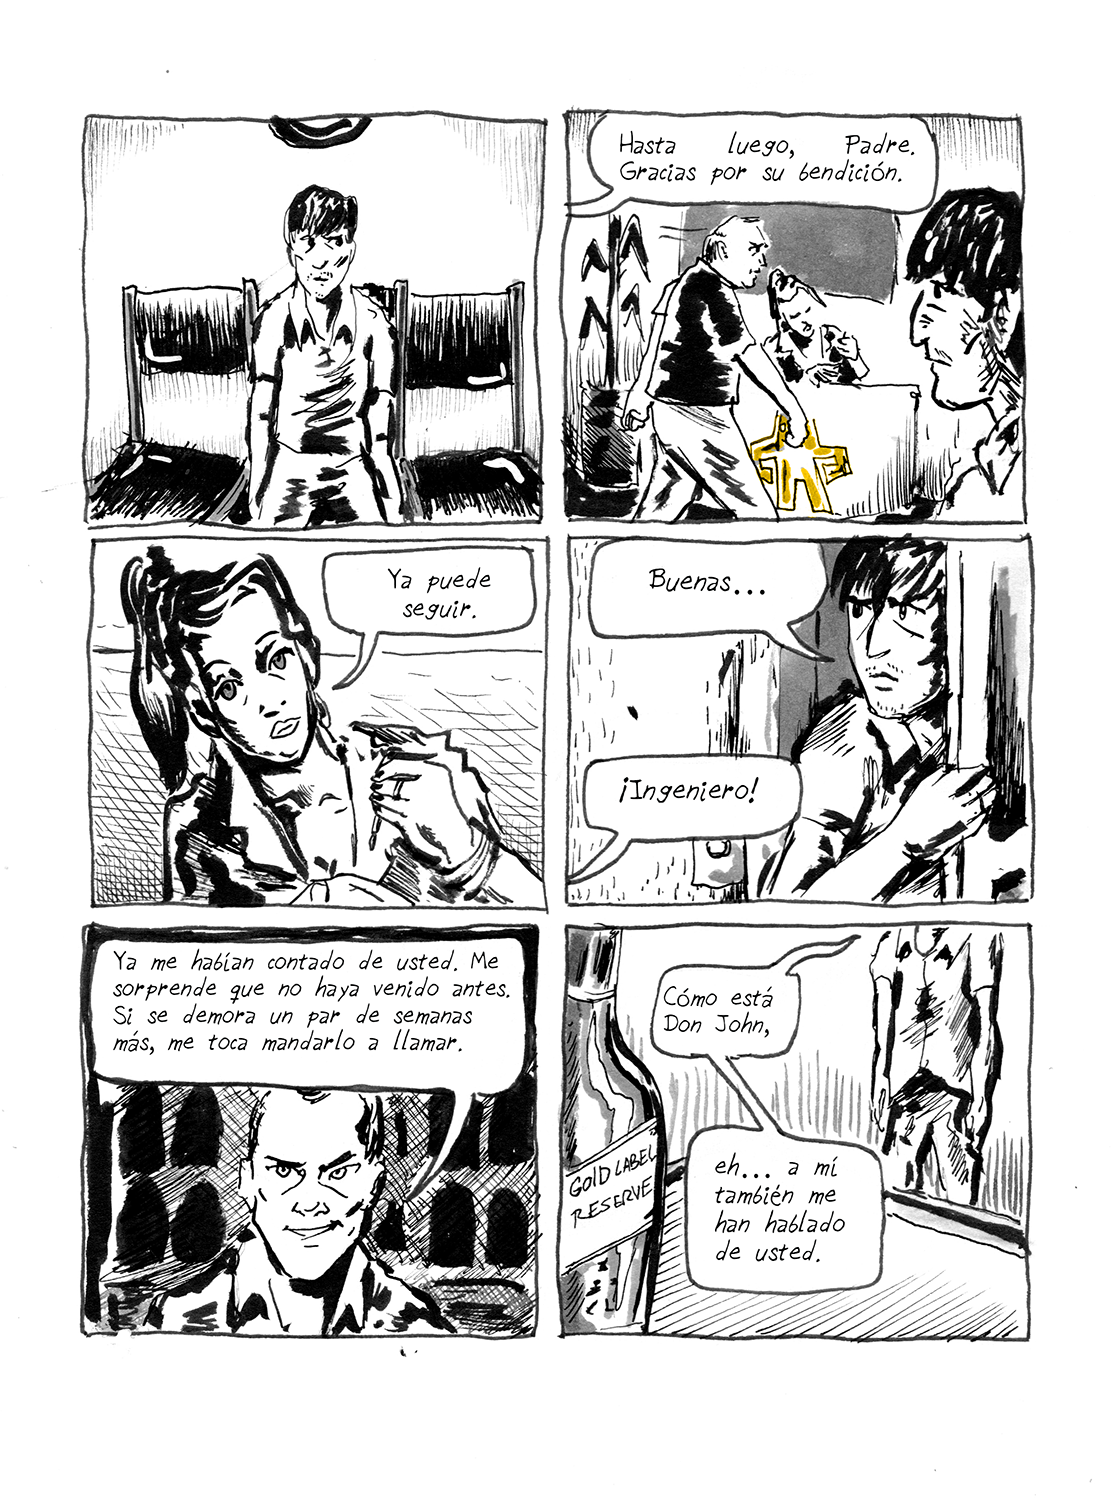 Hasta luego, Padre.
Gracias por su bendición.
Ya puede
seguir.
Buenas...
¡Ingeniero!
Ya me habían contado de usted. Me
sorprende que no haya venido antes.
Si se demora un par de semanas
más, me toca mandarlo a llamar.
Cómo está
Don John,
eh... a mí
también me
han hablado
de usted.
GOLD LABEL
RESERVE